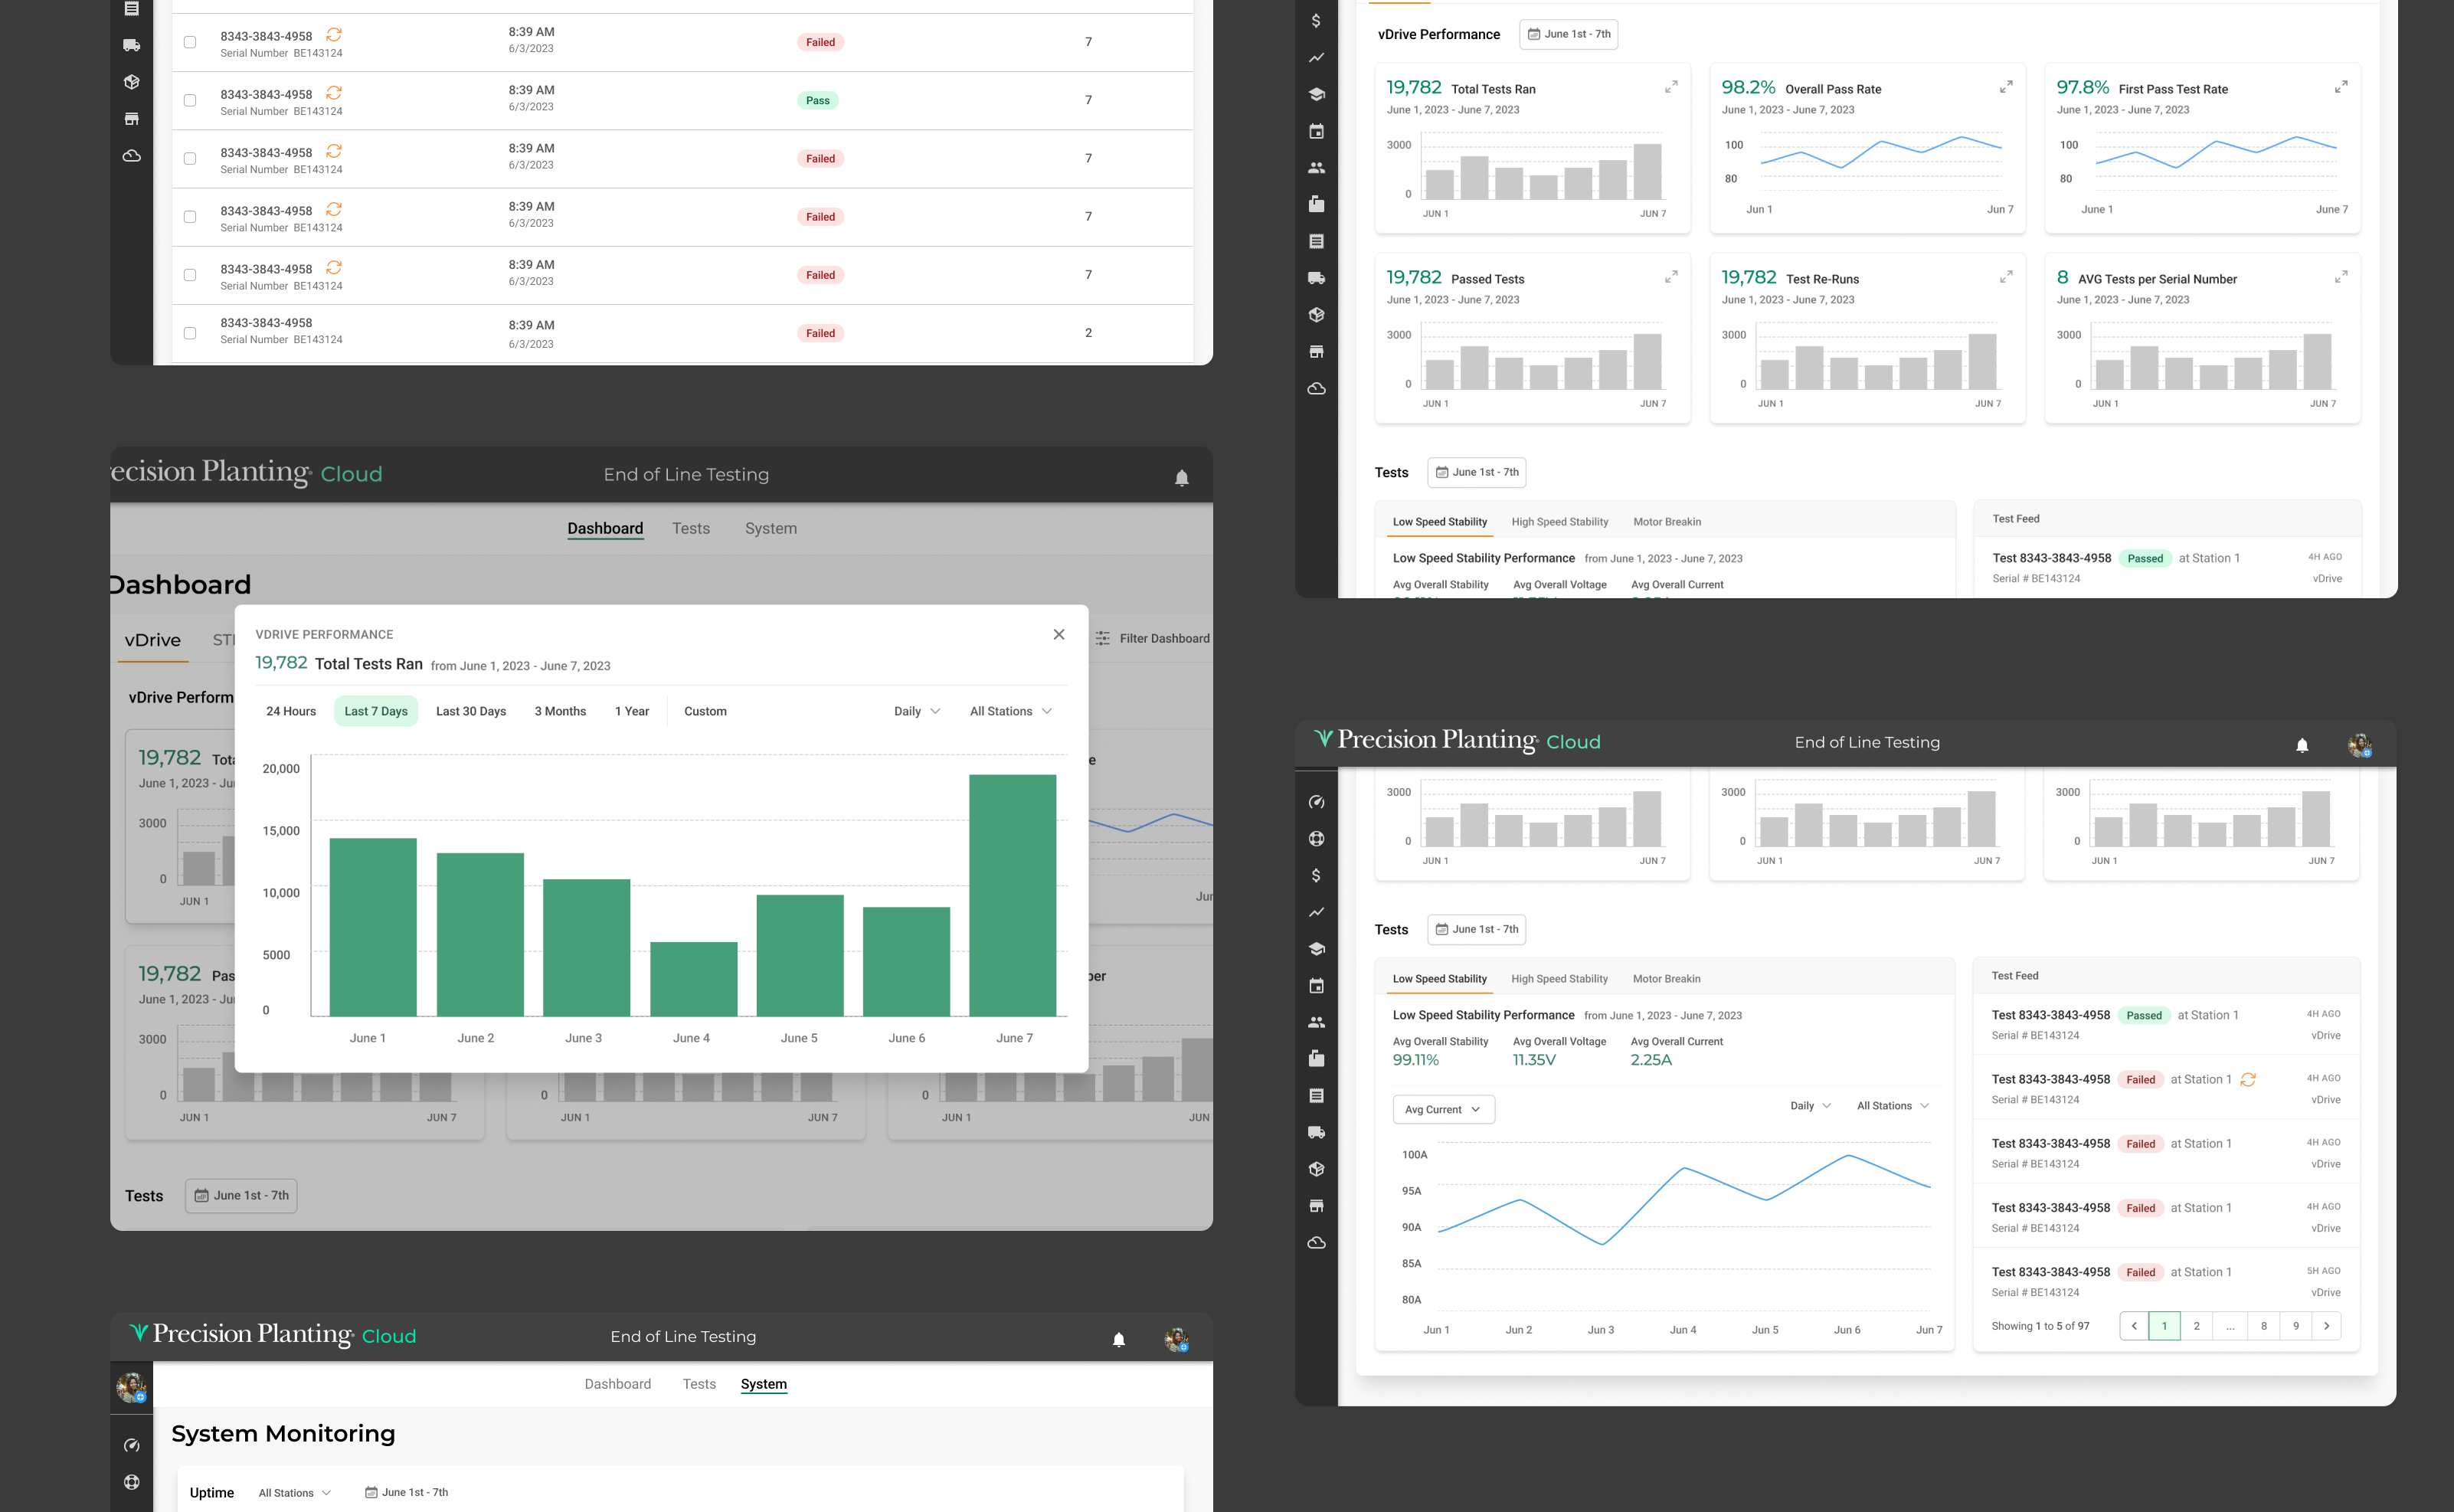 8343-3843-4958
Serial Number BE143124
8:39 AM
6/3/2023
Failed
7
8343-3843-4958
Serial Number BE143124
8:39 AM
6/3/2023
Pass
7
8343-3843-4958
Serial Number BE143124
8:39 AM
6/3/2023
Failed
7
8343-3843-4958
Serial Number BE143124
8:39 AM
6/3/2023
Failed
7
8343-3843-4958
Serial Number BE143124
8:39 AM
6/3/2023
Failed
7
8343-3843-4958
Serial Number BE143124
8:39 AM
6/3/2023
Failed
2
ecision Planting Cloud
End of Line Testing
Dashboard Tests System
Dashboard
vDrive
STI
Filter Dashboard
vDrive Perform
19,782 Tota
June 1, 2023 - Ju
3000
0
JUN 1
e
Jun
19,782 Pas
June 1, 2023 - Ju
3000
0
JUN 1 JUN 7
0
JUN 1 JUN 7
ber
0
JUN 1 JUN
Tests June 1st - 7th
VDRIVE PERFORMANCE
19,782 Total Tests Ran from June 1, 2023 - June 7, 2023
24 Hours Last 7 Days Last 30 Days 3 Months 1 Year Custom Daily All Stations
20,000
15,000
10,000
5000
0
June 1 June 2 June 3 June 4 June 5 June 6 June 7
Precision Planting Cloud
End of Line Testing
Dashboard Tests System
System Monitoring
Uptime All Stations June 1st - 7th
vDrive Performance June 1st - 7th
19,782 Total Tests Ran
June 1, 2023 - June 7, 2023
3000
0
JUN 1 JUN 7
98.2% Overall Pass Rate
June 1, 2023 - June 7, 2023
100
80
Jun 1 Jun 7
97.8% First Pass Test Rate
June 1, 2023 - June 7, 2023
100
80
June 1 June 7
19,782 Passed Tests
June 1, 2023 - June 7, 2023
3000
0
JUN 1 JUN 7
19,782 Test Re-Runs
June 1, 2023 - June 7, 2023
3000
0
JUN 1 JUN 7
8 AVG Tests per Serial Number
June 1, 2023 - June 7, 2023
3000
0
JUN 1 JUN 7
Tests June 1st - 7th
Low Speed Stability High Speed Stability Motor Breakin
Low Speed Stability Performance from June 1, 2023 - June 7, 2023
Avg Overall Stability Avg Overall Voltage Avg Overall Current
Test Feed
Test 8343-3843-4958 Passed at Station 1 4H AGO
Serial # BE143124 vDrive
Precision Planting Cloud
End of Line Testing
3000
0
JUN 1 JUN 7
3000
0
JUN 1 JUN 7
3000
0
JUN 1 JUN 7
Tests June 1st - 7th
Low Speed Stability High Speed Stability Motor Breakin
Low Speed Stability Performance from June 1, 2023 - June 7, 2023
Avg Overall Stability Avg Overall Voltage Avg Overall Current
99.11% 11.35V 2.25A
Avg Current Daily All Stations
100A
95A
90A
85A
80A
Jun 1 Jun 2 Jun 3 Jun 4 Jun 5 Jun 6 Jun 7
Test Feed
Test 8343-3843-4958 Passed at Station 1 4H AGO
Serial # BE143124 vDrive
Test 8343-3843-4958 Failed at Station 1 4H AGO
Serial # BE143124 vDrive
Test 8343-3843-4958 Failed at Station 1 4H AGO
Serial # BE143124 vDrive
Test 8343-3843-4958 Failed at Station 1 4H AGO
Serial # BE143124 vDrive
Test 8343-3843-4958 Failed at Station 1 5H AGO
Serial # BE143124 vDrive
Showing 1 to 5 of 97 1 2 ... 8 9